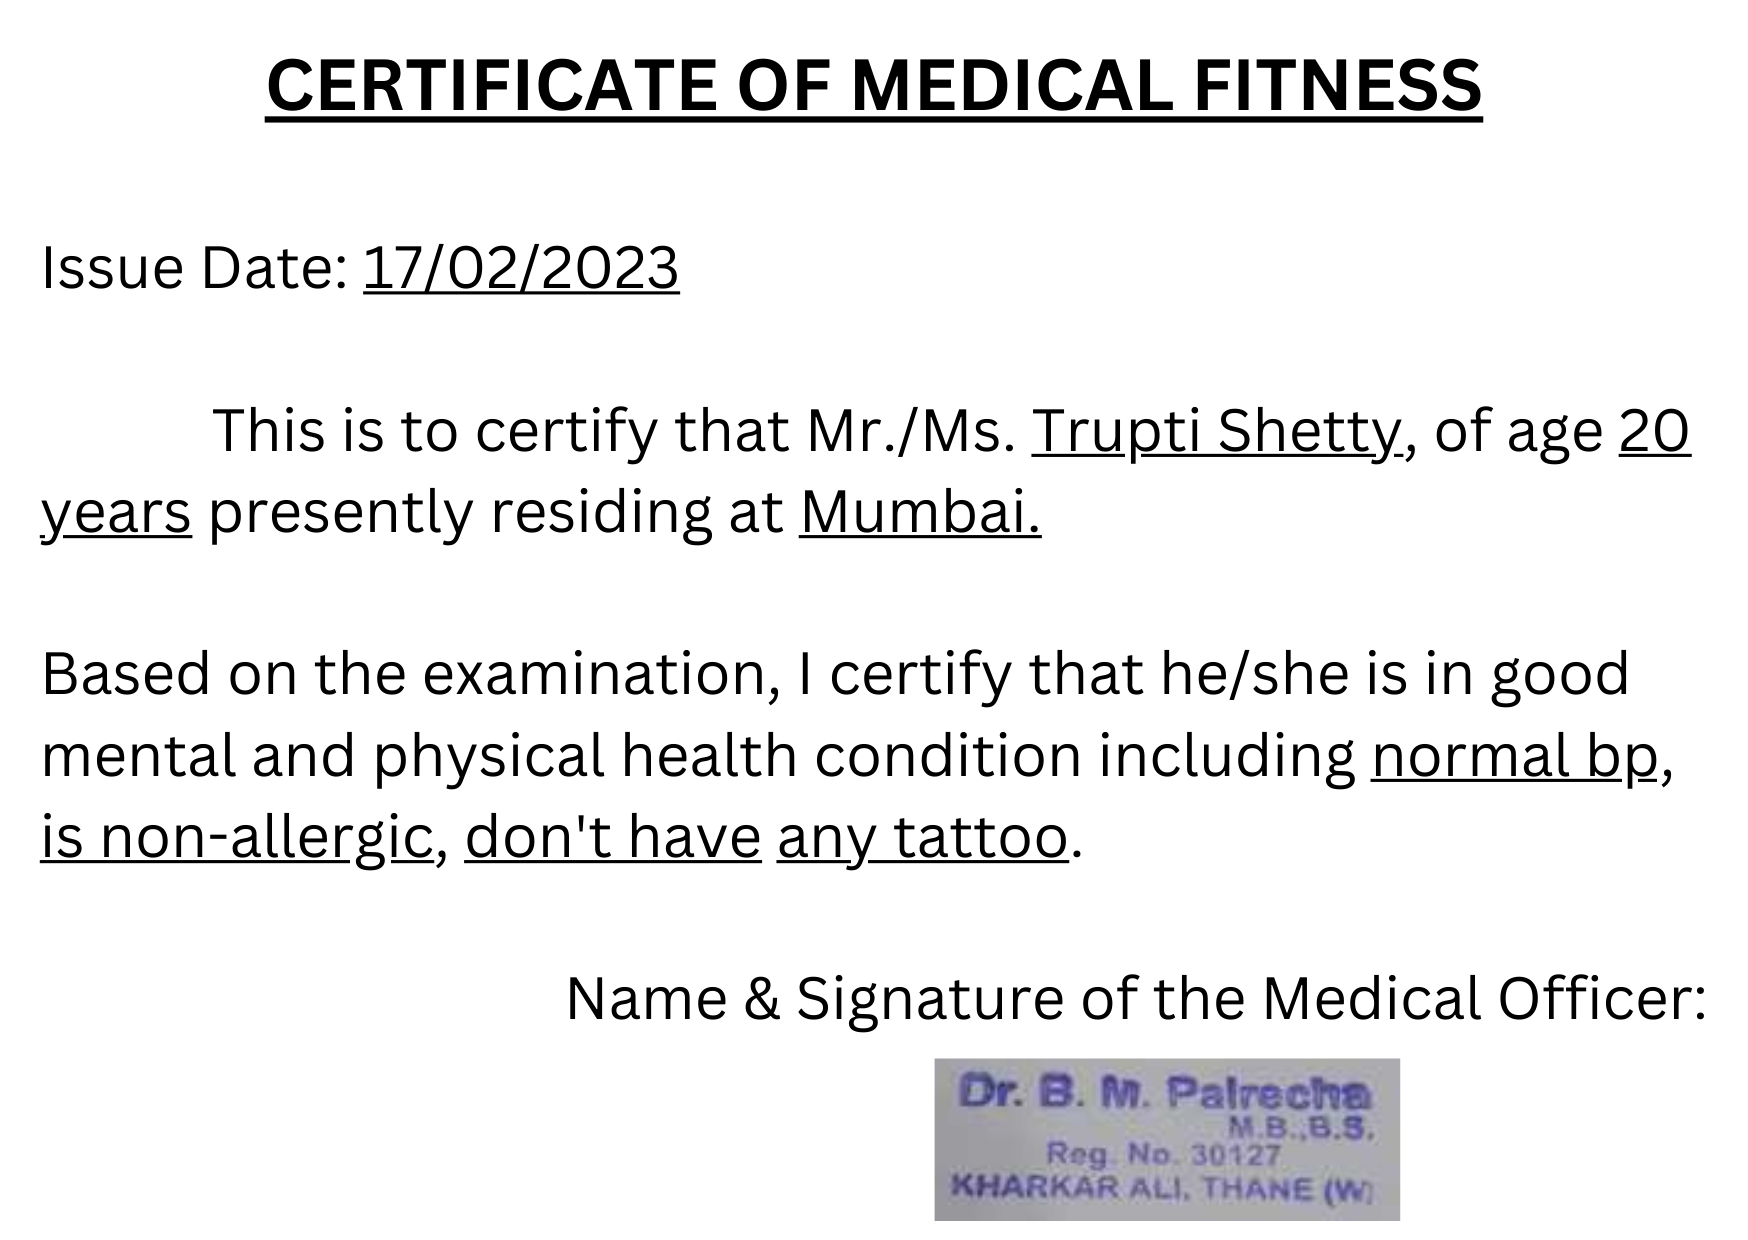 CERTIFICATE OF MEDICAL FITNESS
Issue Date: 17/02/2023
This is to certify that Mr./Ms. Trupti Shetty, of age 20
years presently residing at Mumbai.
Based on the examination, I certify that he/she is in good
mental and physical health condition including normal bp,
is non-allergic, don't have any tattoo.
Name & Signature of the Medical Officer:
Dr. B. M. Palrecha
M.B.,B.S.
Reg. No. 30127
KHARKAR ALI, THANE (W)